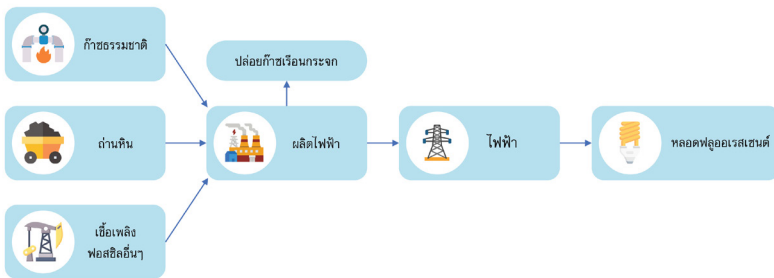 ก๊าซธรรมชาติ
ปล่อยก๊าซเรือนกระจก
ถ่านหิน
ผลิตไฟฟ้า
ไฟฟ้า
หลอดฟลูออเรสเซนต์
เชื้อเพลิง
ฟอสซิลอื่นๆ